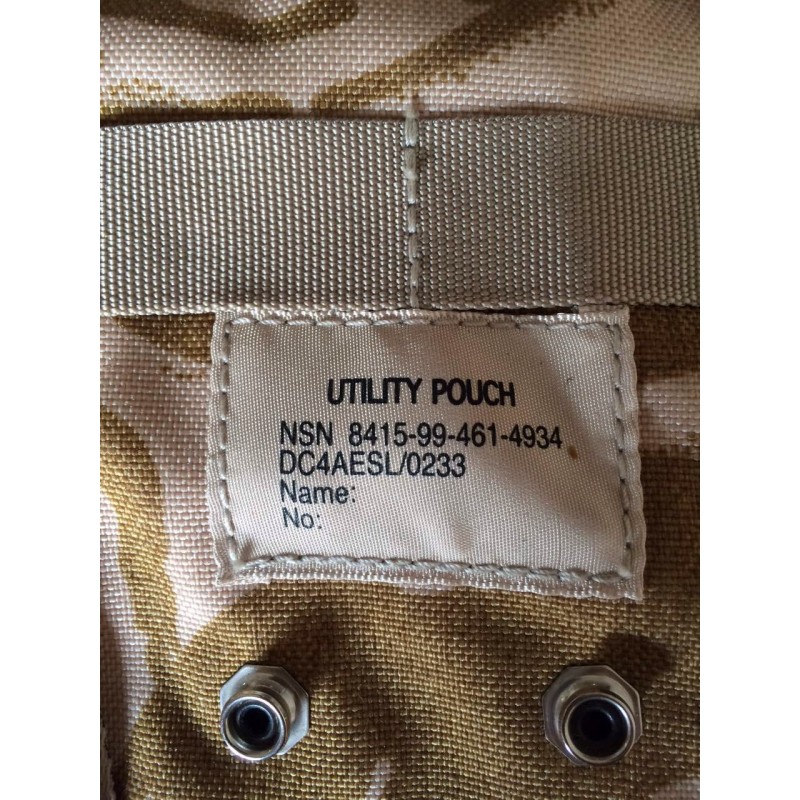 UTILITY POUCH
NSN 8415-99-461-4934
DC4AESL/0233
Name:
No: